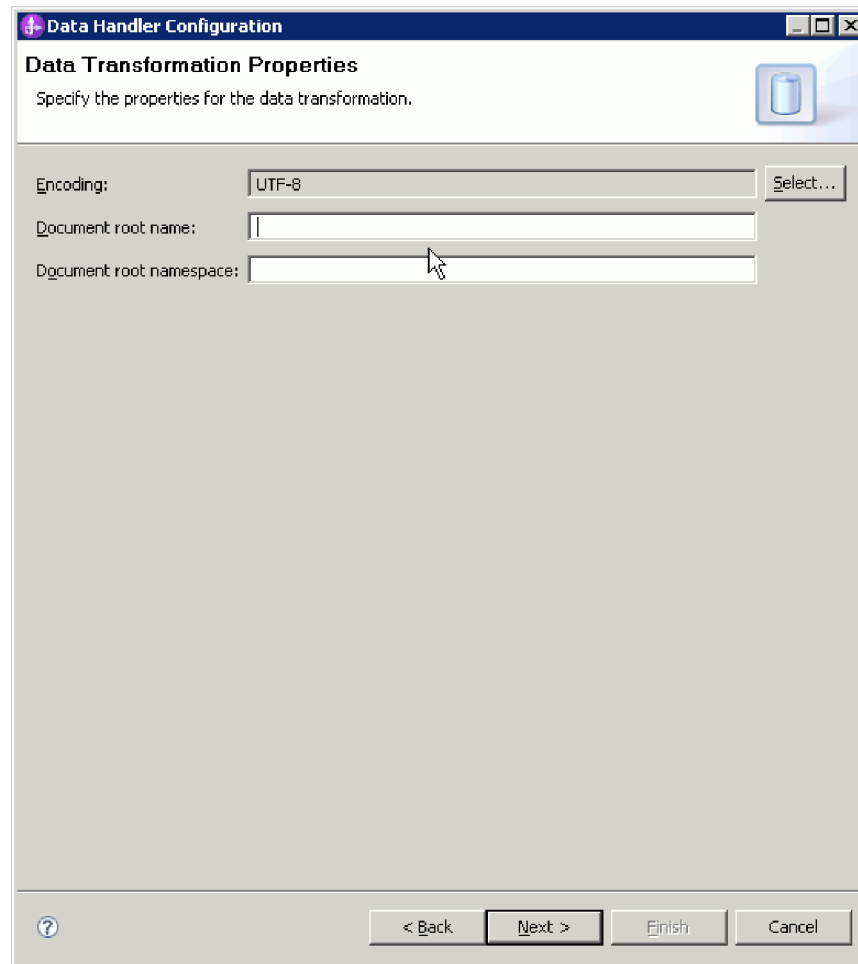 Data Handler Configuration
Data Transformation Properties
Specify the properties for the data transformation.
Encoding: UTF-8 Select...
Document root name:
Document root namespace:
? < Back Next > Finish Cancel